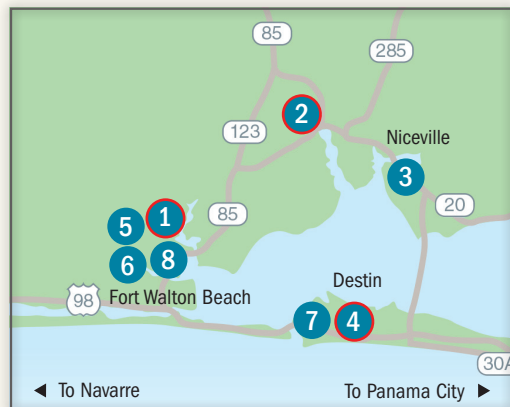 85
285
2
123
Niceville
3
20
1
85
5
8
6
Destin
98
Fort Walton Beach
7
4
30A
◄ To Navarre
To Panama City ►